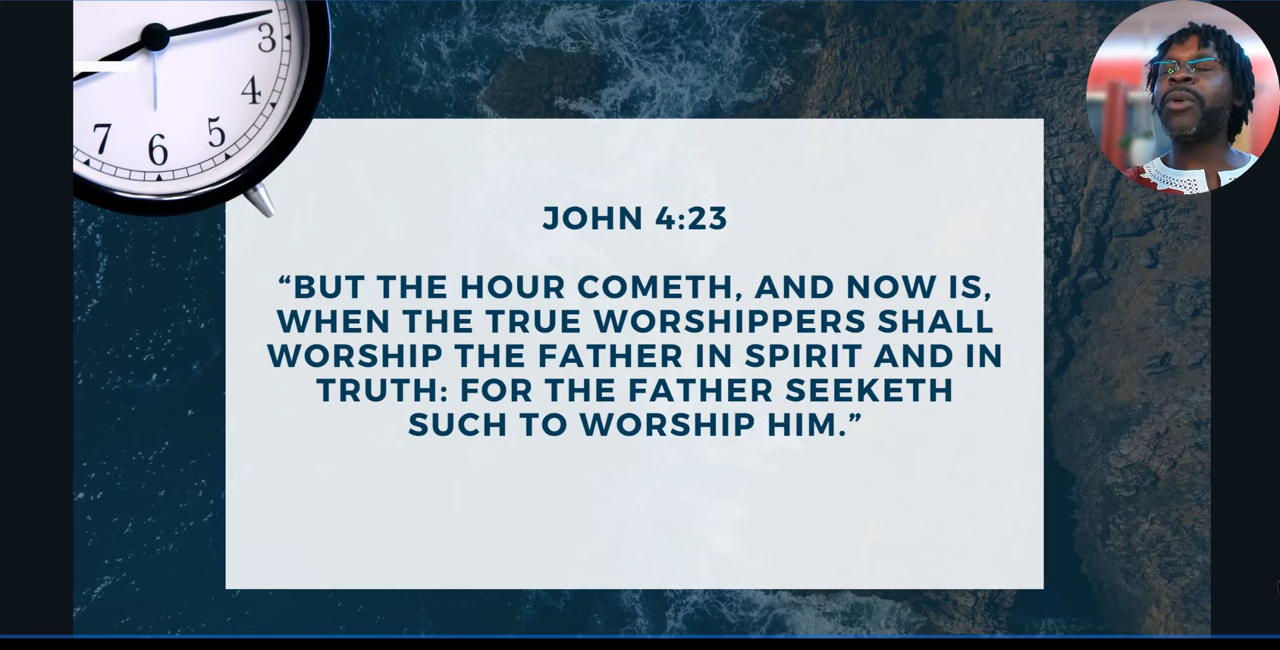 3
4
5
6
7
JOHN 4:23
“BUT THE HOUR COMETH, AND NOW IS,
WHEN THE TRUE WORSHIPPERS SHALL
WORSHIP THE FATHER IN SPIRIT AND IN
TRUTH: FOR THE FATHER SEEKETH
SUCH TO WORSHIP HIM.”